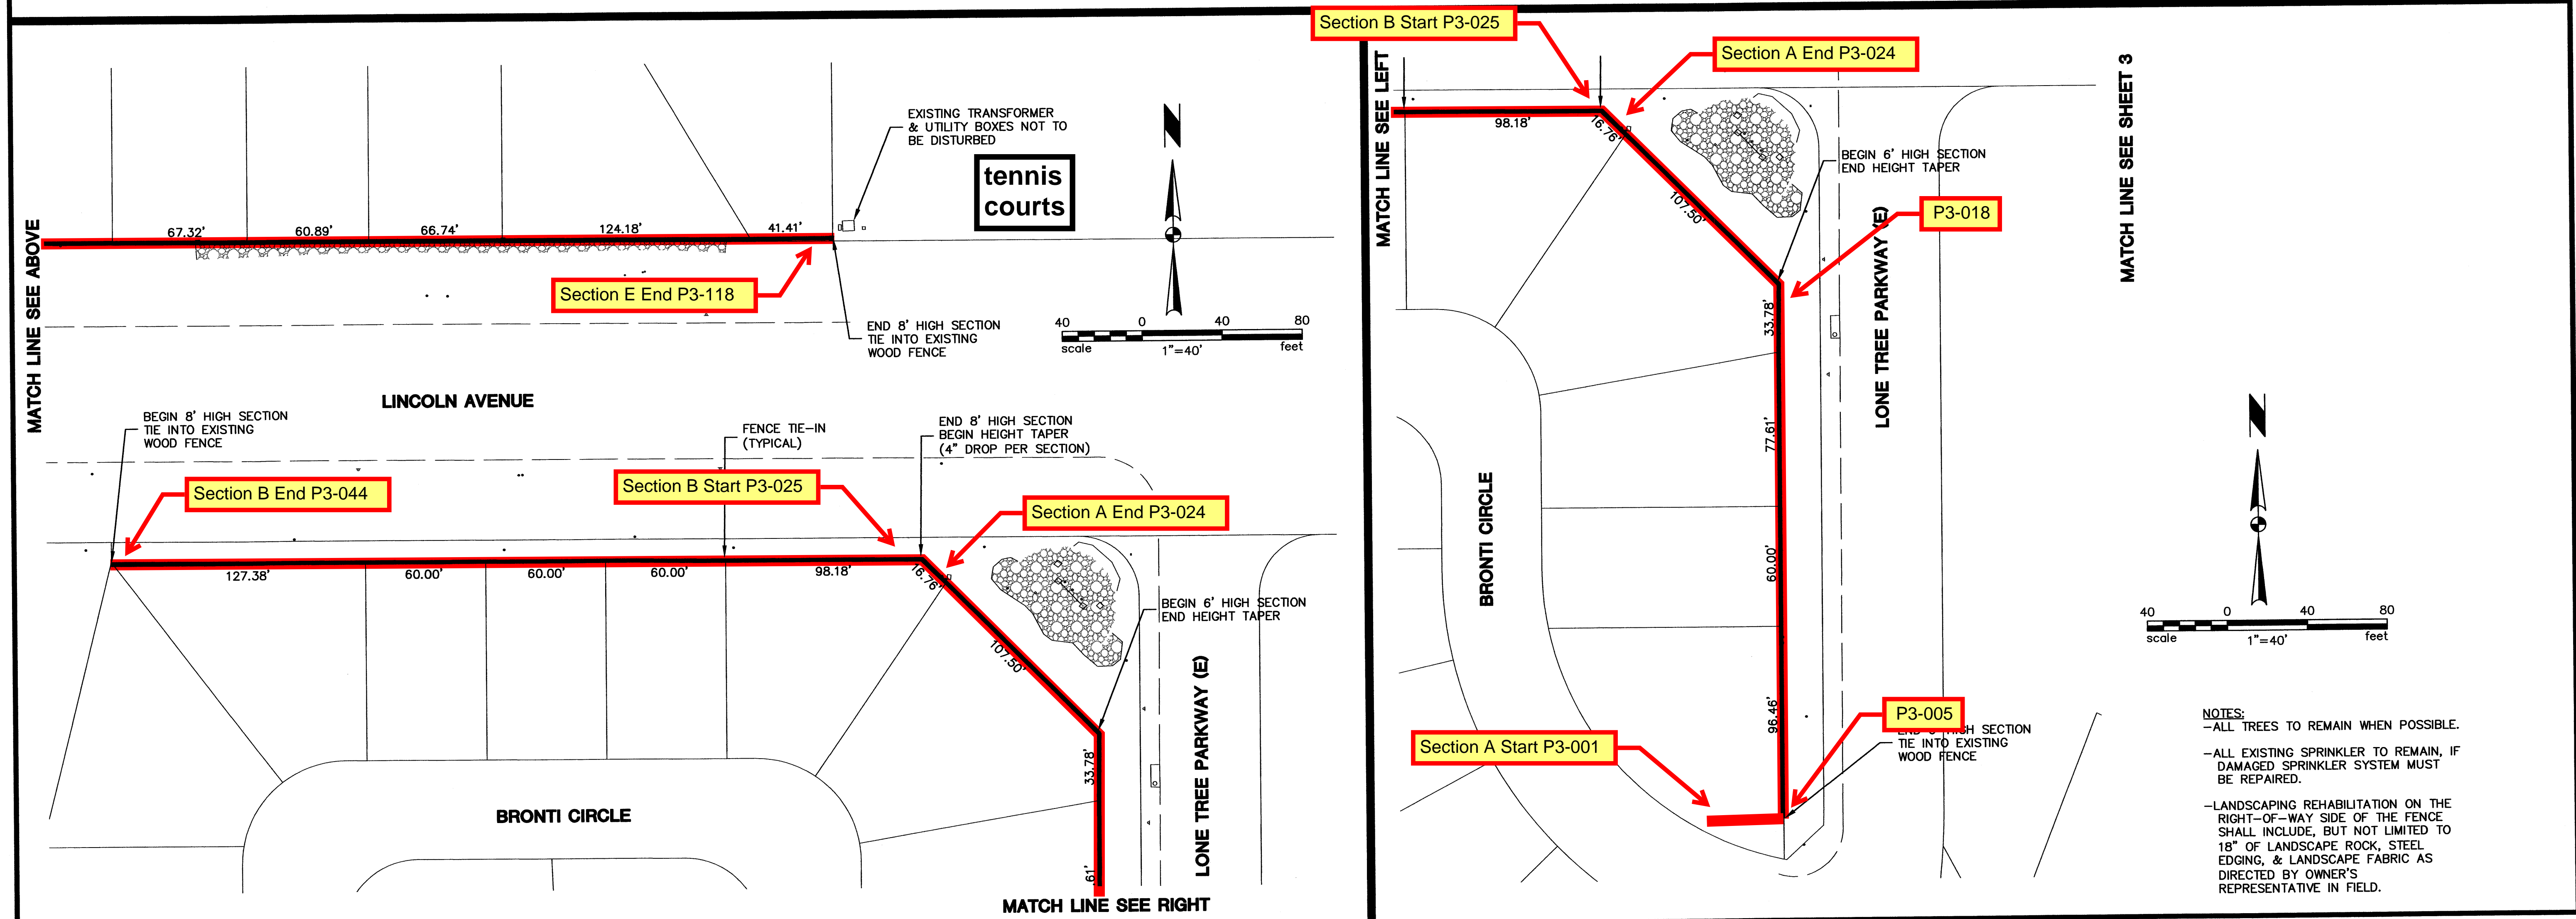 MATCH LINE SEE ABOVE
67.32'
60.89'
66.74'
124.18'
41.41'
EXISTING TRANSFORMER
& UTILITY BOXES NOT TO
BE DISTURBED
tennis
courts
N
Section E End P3-118
END 8' HIGH SECTION
TIE INTO EXISTING
WOOD FENCE
40 0 40 80
scale 1"=40' feet
LINCOLN AVENUE
BEGIN 8' HIGH SECTION
TIE INTO EXISTING
WOOD FENCE
FENCE TIE-IN
(TYPICAL)
END 8' HIGH SECTION
BEGIN HEIGHT TAPER
(4" DROP PER SECTION)
Section B End P3-044
Section B Start P3-025
Section A End P3-024
127.38'
60.00'
60.00'
60.00'
98.18'
16.76'
107.50'
BEGIN 6' HIGH SECTION
END HEIGHT TAPER
33.78'
.61'
LONE TREE PARKWAY (E)
BRONTI CIRCLE
MATCH LINE SEE RIGHT
Section B Start P3-025
Section A End P3-024
MATCH LINE SEE LEFT
98.18'
16.76'
107.50'
BEGIN 6' HIGH SECTION
END HEIGHT TAPER
P3-018
33.78'
77.61'
60.00'
96.46'
LONE TREE PARKWAY (E)
BRONTI CIRCLE
MATCH LINE SEE SHEET 3
N
40 0 40 80
scale 1"=40' feet
P3-005
Section A Start P3-001
HIGH SECTION
TIE INTO EXISTING
WOOD FENCE
NOTES:
-ALL TREES TO REMAIN WHEN POSSIBLE.
-ALL EXISTING SPRINKLER TO REMAIN, IF
DAMAGED SPRINKLER SYSTEM MUST
BE REPAIRED.
-LANDSCAPING REHABILITATION ON THE
RIGHT-OF-WAY SIDE OF THE FENCE
SHALL INCLUDE, BUT NOT LIMITED TO
18" OF LANDSCAPE ROCK, STEEL
EDGING, & LANDSCAPE FABRIC AS
DIRECTED BY OWNER'S
REPRESENTATIVE IN FIELD.